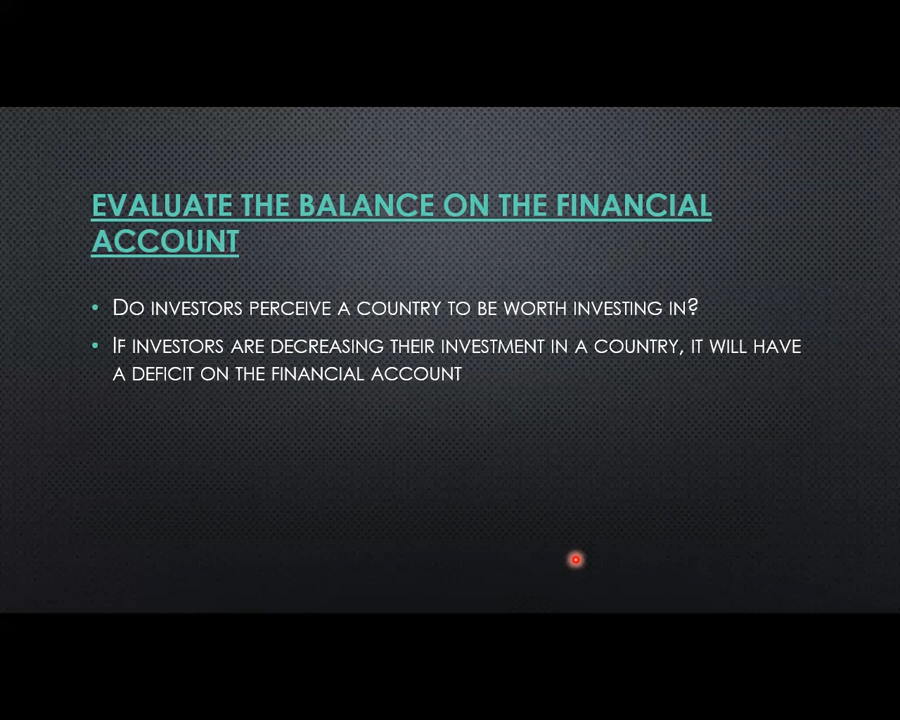 EVALUATE THE BALANCE ON THE FINANCIAL
ACCOUNT
• DO INVESTORS PERCEIVE A COUNTRY TO BE WORTH INVESTING IN?
• IF INVESTORS ARE DECREASING THEIR INVESTMENT IN A COUNTRY, IT WILL HAVE
A DEFICIT ON THE FINANCIAL ACCOUNT